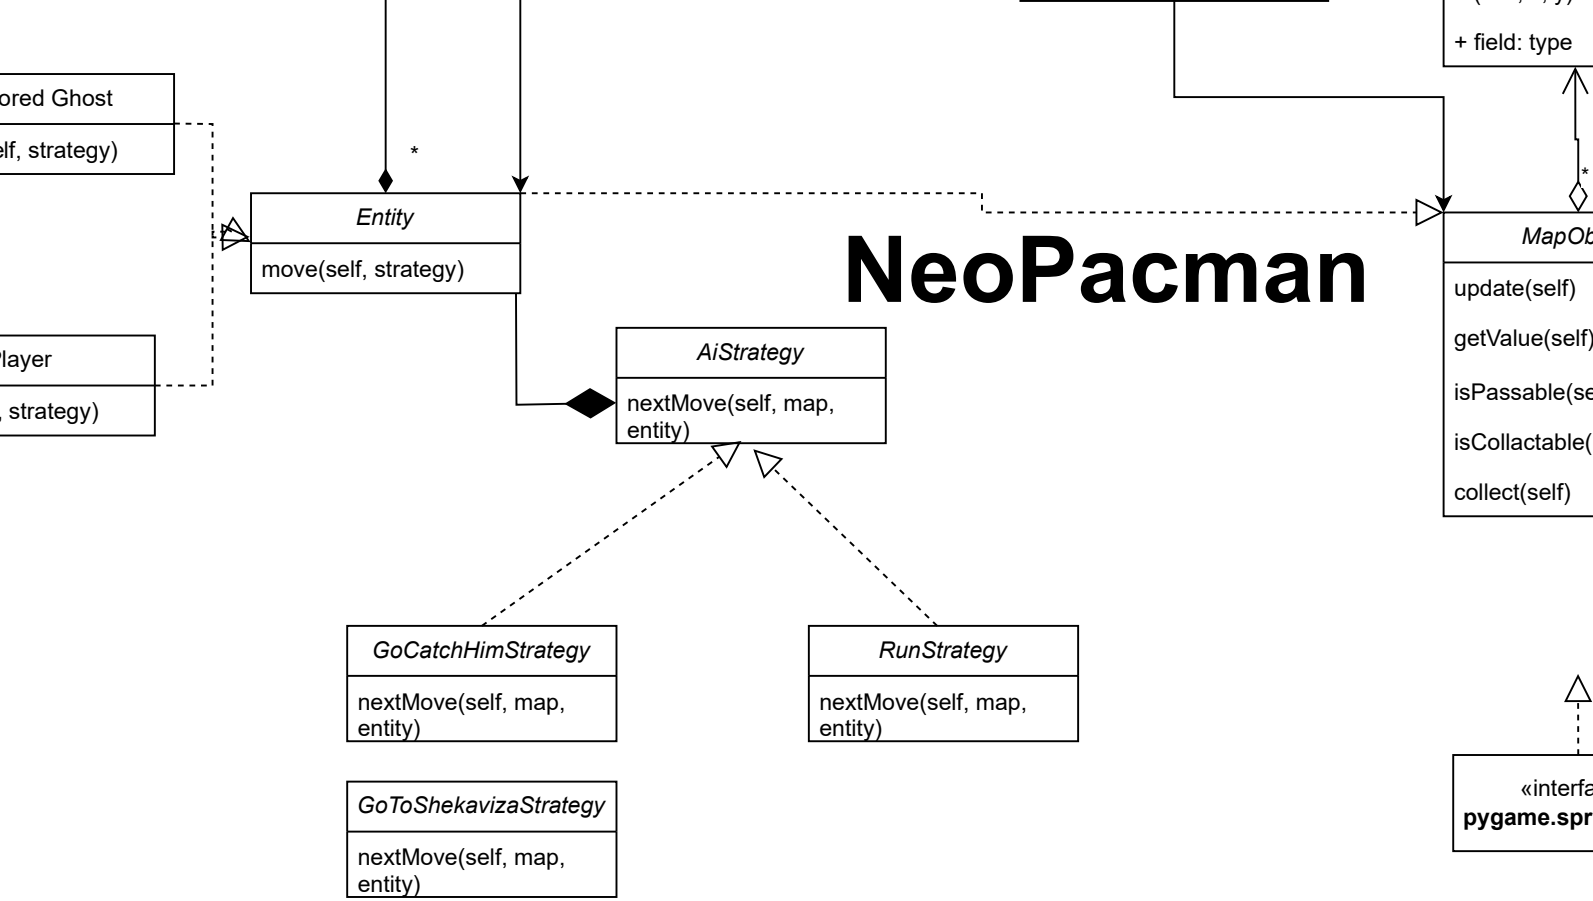 + field: type
ored Ghost
elf, strategy)
*
*
Entity
move(self, strategy)
NeoPacman
MapOb
update(self)
getValue(self)
isPassable(se
isCollactable(
collect(self)
AiStrategy
nextMove(self, map,
entity)
Player
, strategy)
GoCatchHimStrategy
nextMove(self, map,
entity)
RunStrategy
nextMove(self, map,
entity)
GoToShekavizaStrategy
nextMove(self, map,
entity)
«interfa
pygame.spr